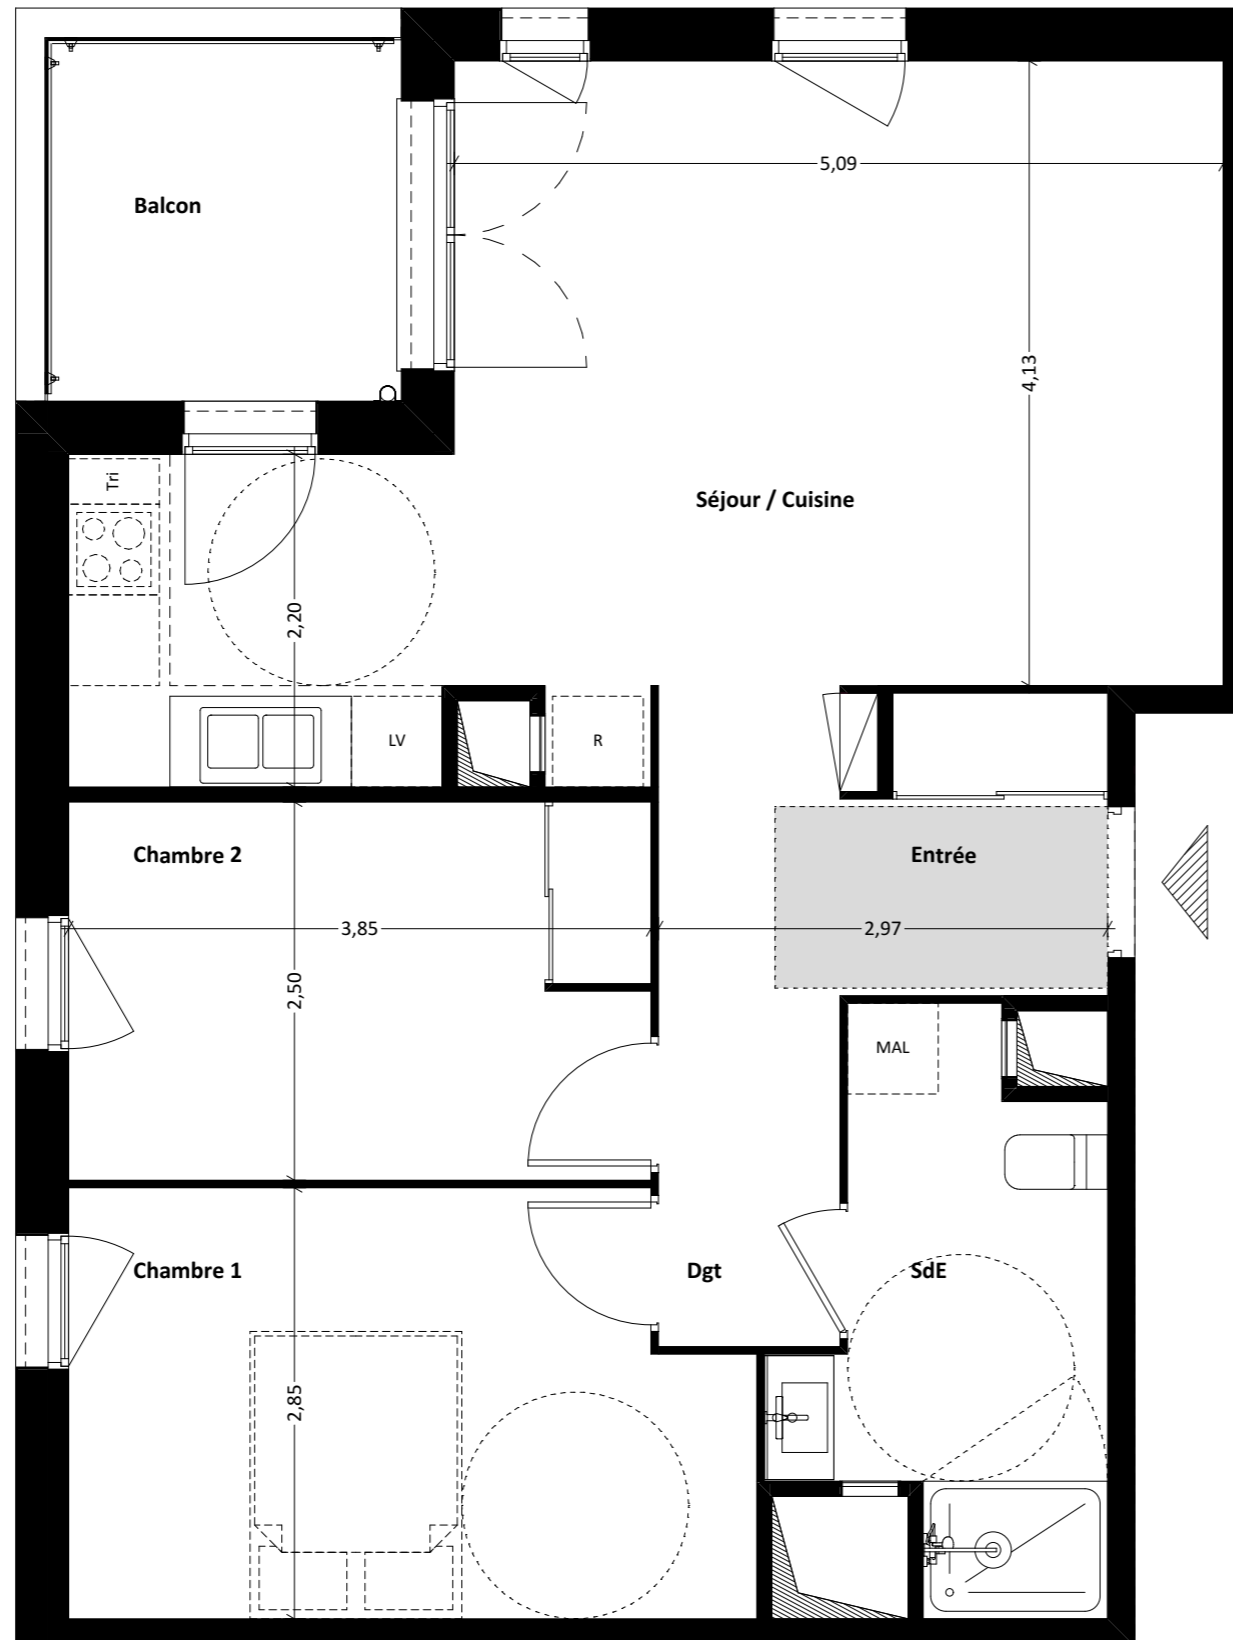 5,09
Balcon
4,13
Tri
Séjour / Cuisine
2,20
LV
R
Chambre 2
Entrée
3,85
2,97
2,50
MAL
Chambre 1
Dgt
SdE
2,85